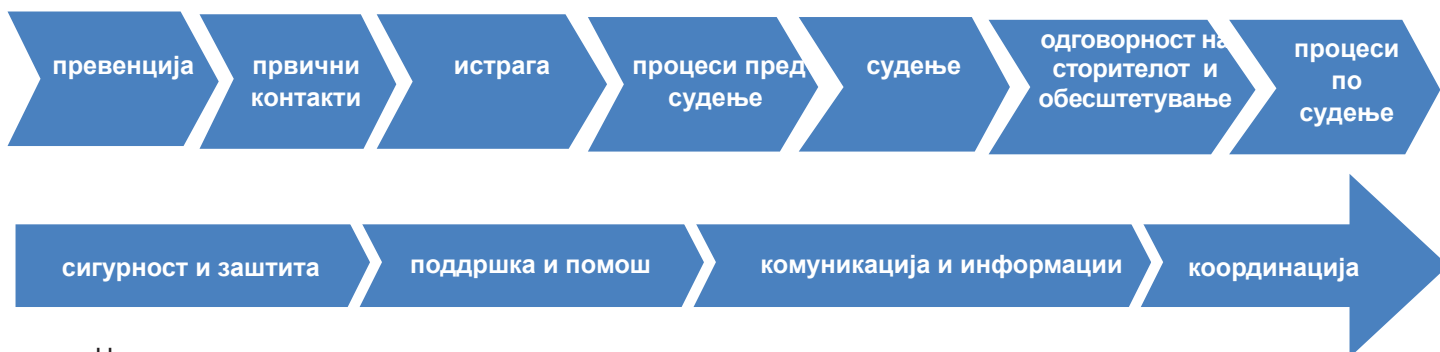 превенција
првични
контакти
истрага
процеси пред
судење
судење
одговорност на
сторителот и
обесштетување
процеси
по
судење
сигурност и заштита
поддршка и помош
комуникација и информации
координација